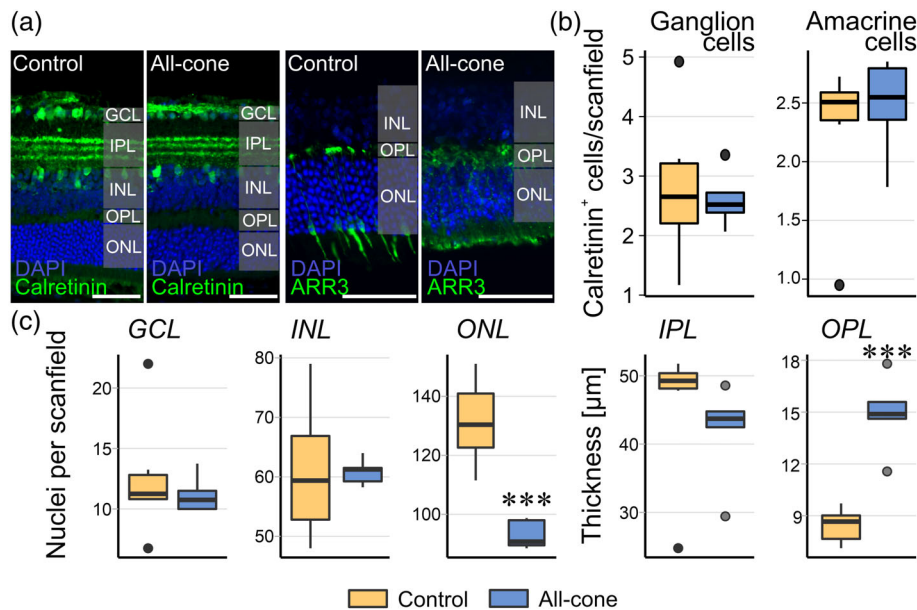 (a)
Control
All-cone
Control
All-cone
GCL
IPL
INL
OPL
ONL
GCL
IPL
INL
OPL
ONL
INL
OPL
ONL
INL
OPL
ONL
DAPI
Calretinin
DAPI
Calretinin
DAPI
ARR3
DAPI
ARR3
(b)
Ganglion
cells
Amacrine
cells
Calretinin⁺ cells/scanfield
5
4
3
2
1
2.5
2.0
1.5
1.0
(c)
GCL
INL
ONL
IPL
OPL
Nuclei per scanfield
20
15
10
80
70
60
50
140
130
100
90
***
Thickness [µm]
50
40
30
18
15
12
9
***
Control
All-cone